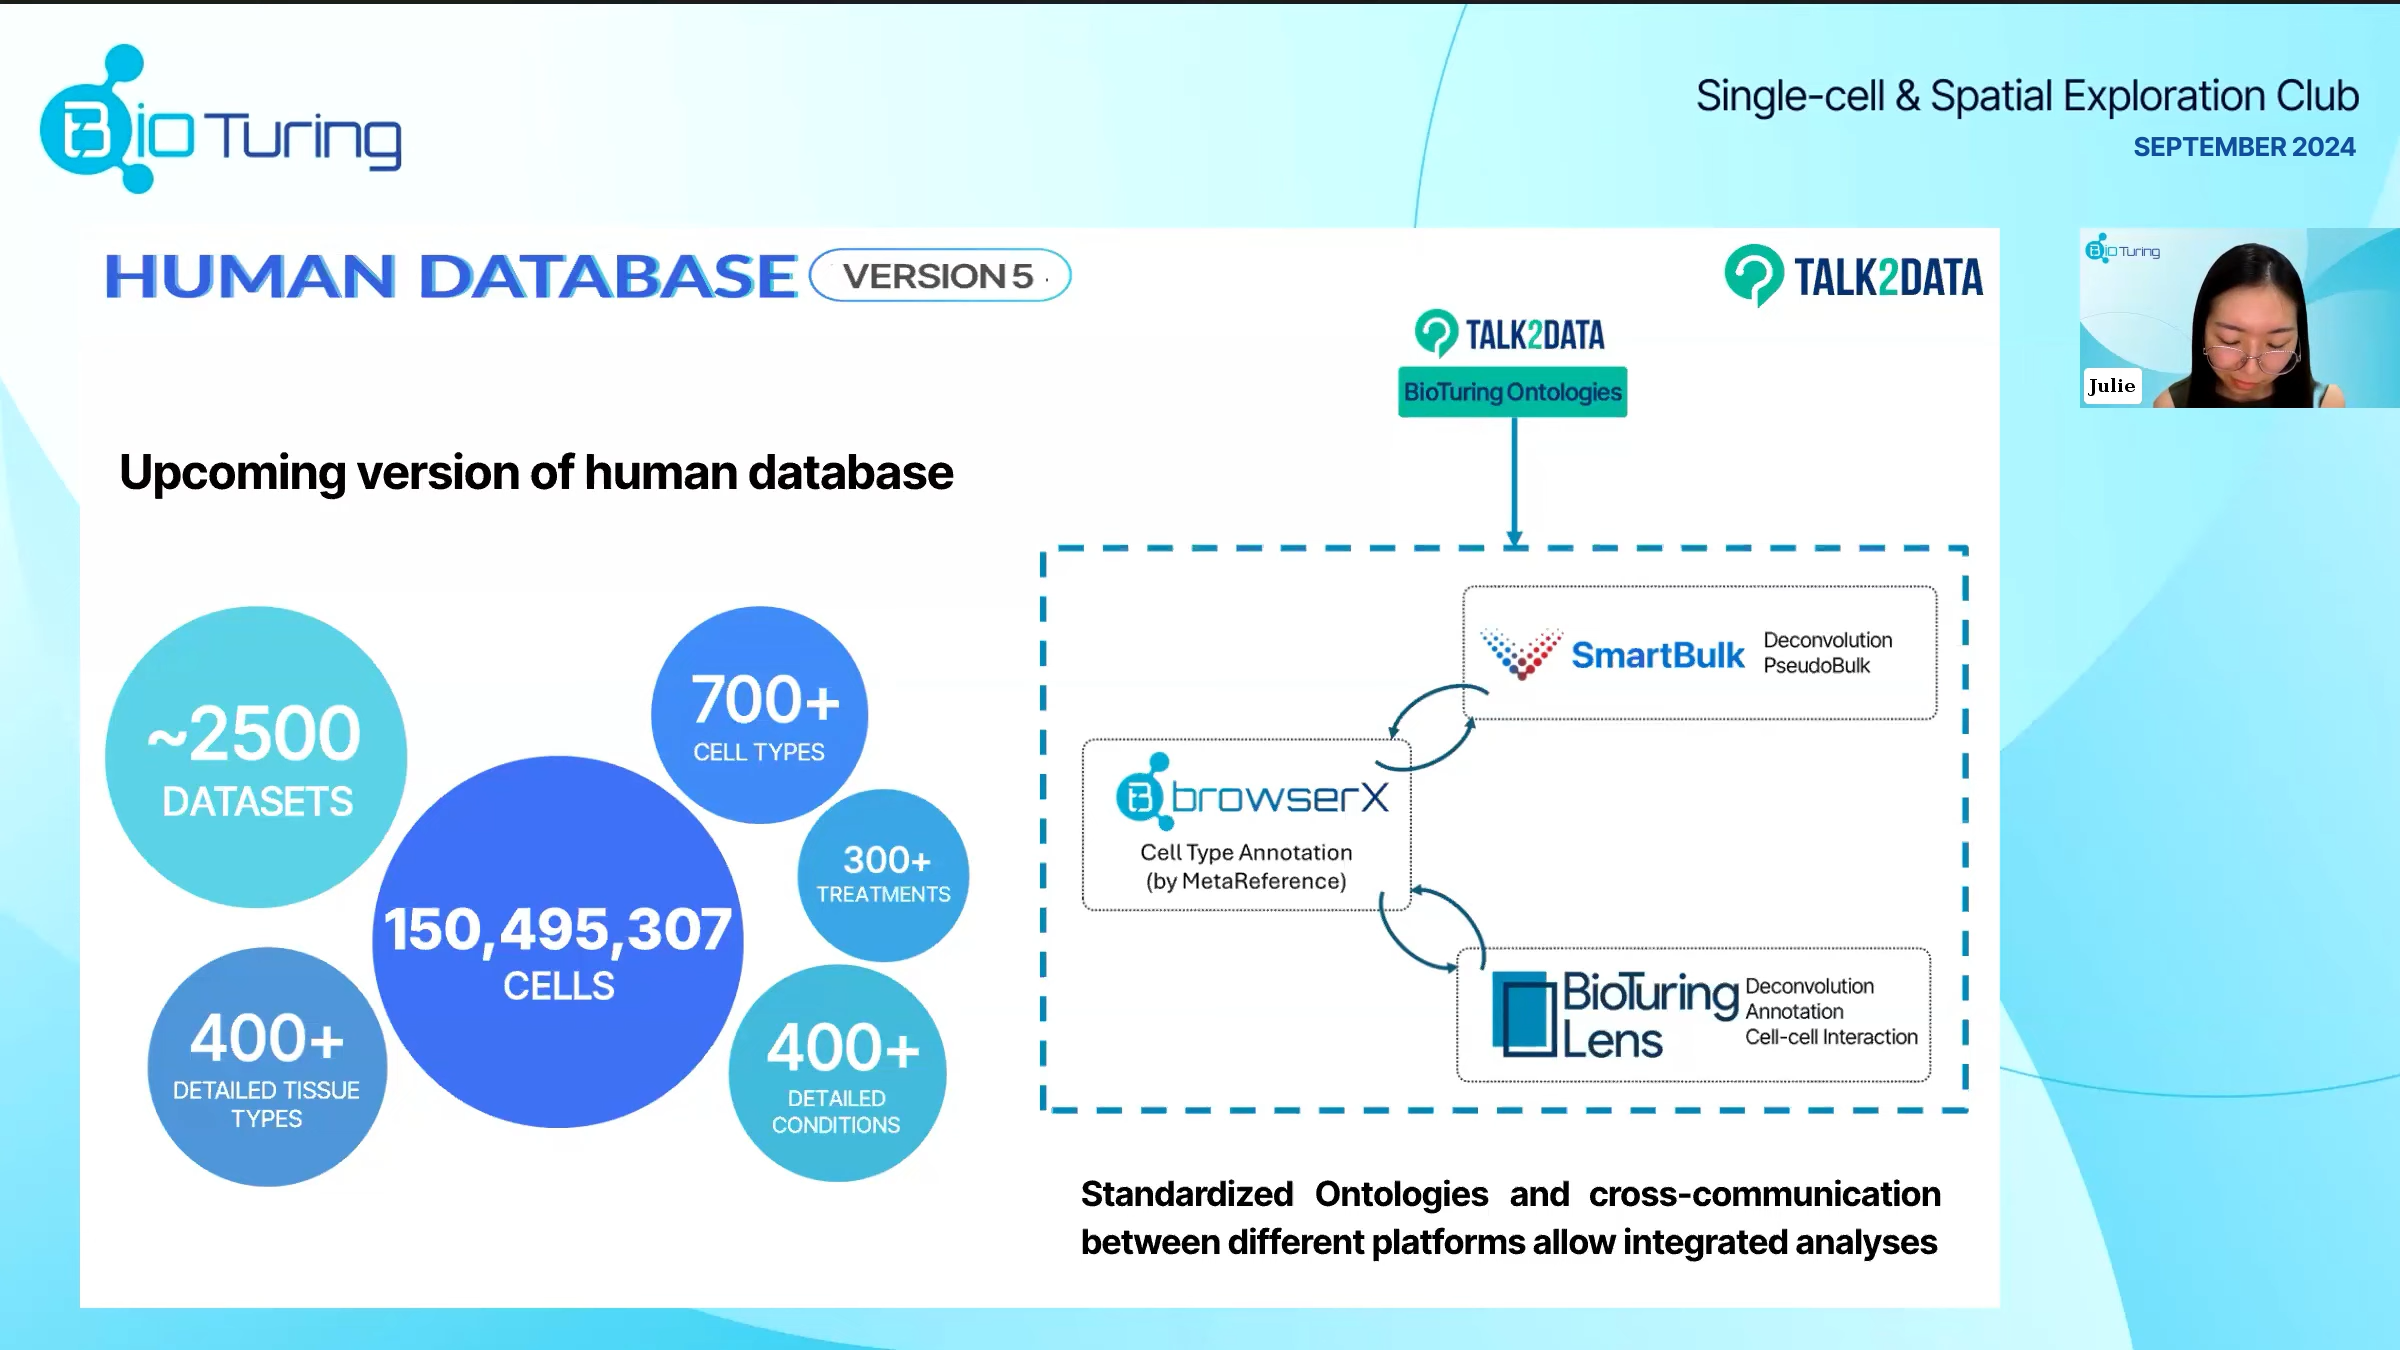 BioTuring
Single-cell & Spatial Exploration Club
SEPTEMBER 2024
HUMAN DATABASE
VERSION 5
TALK2DATA
BioTuring
Julie
TALK2DATA
BioTuring Ontologies
Upcoming version of human database
~2500
DATASETS
700+
CELL TYPES
300+
TREATMENTS
150,495,307
CELLS
400+
DETAILED TISSUE
TYPES
400+
DETAILED
CONDITIONS
SmartBulk
Deconvolution
PseudoBulk
browserX
Cell Type Annotation
(by MetaReference)
BioTuring
Lens
Deconvolution
Annotation
Cell-cell Interaction
Standardized Ontologies and cross-communication
between different platforms allow integrated analyses